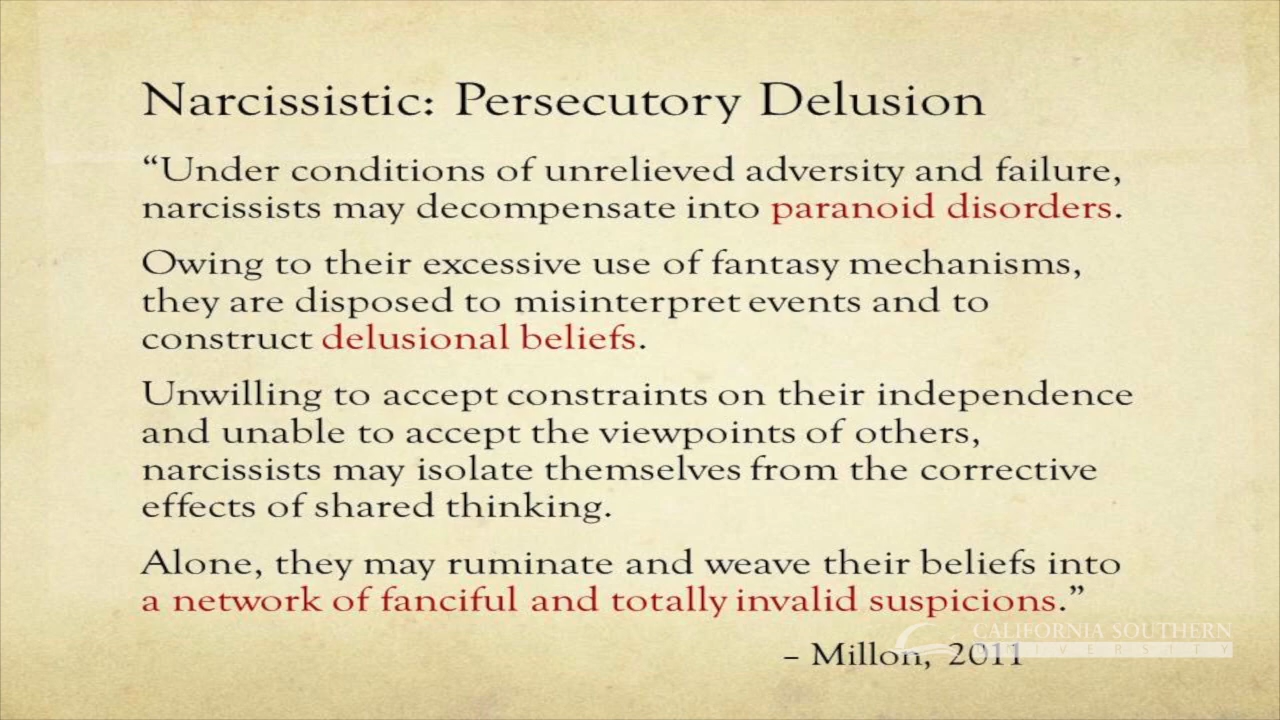 Narcissistic: Persecutory Delusion
“Under conditions of unrelieved adversity and failure,
narcissists may decompensate into paranoid disorders.
Owing to their excessive use of fantasy mechanisms,
they are disposed to misinterpret events and to
construct delusional beliefs.
Unwilling to accept constraints on their independence
and unable to accept the viewpoints of others,
narcissists may isolate themselves from the corrective
effects of shared thinking.
Alone, they may ruminate and weave their beliefs into
a network of fanciful and totally invalid suspicions.”
– Millon, 2011
CALIFORNIA SOUTHERN
UNIVERSITY